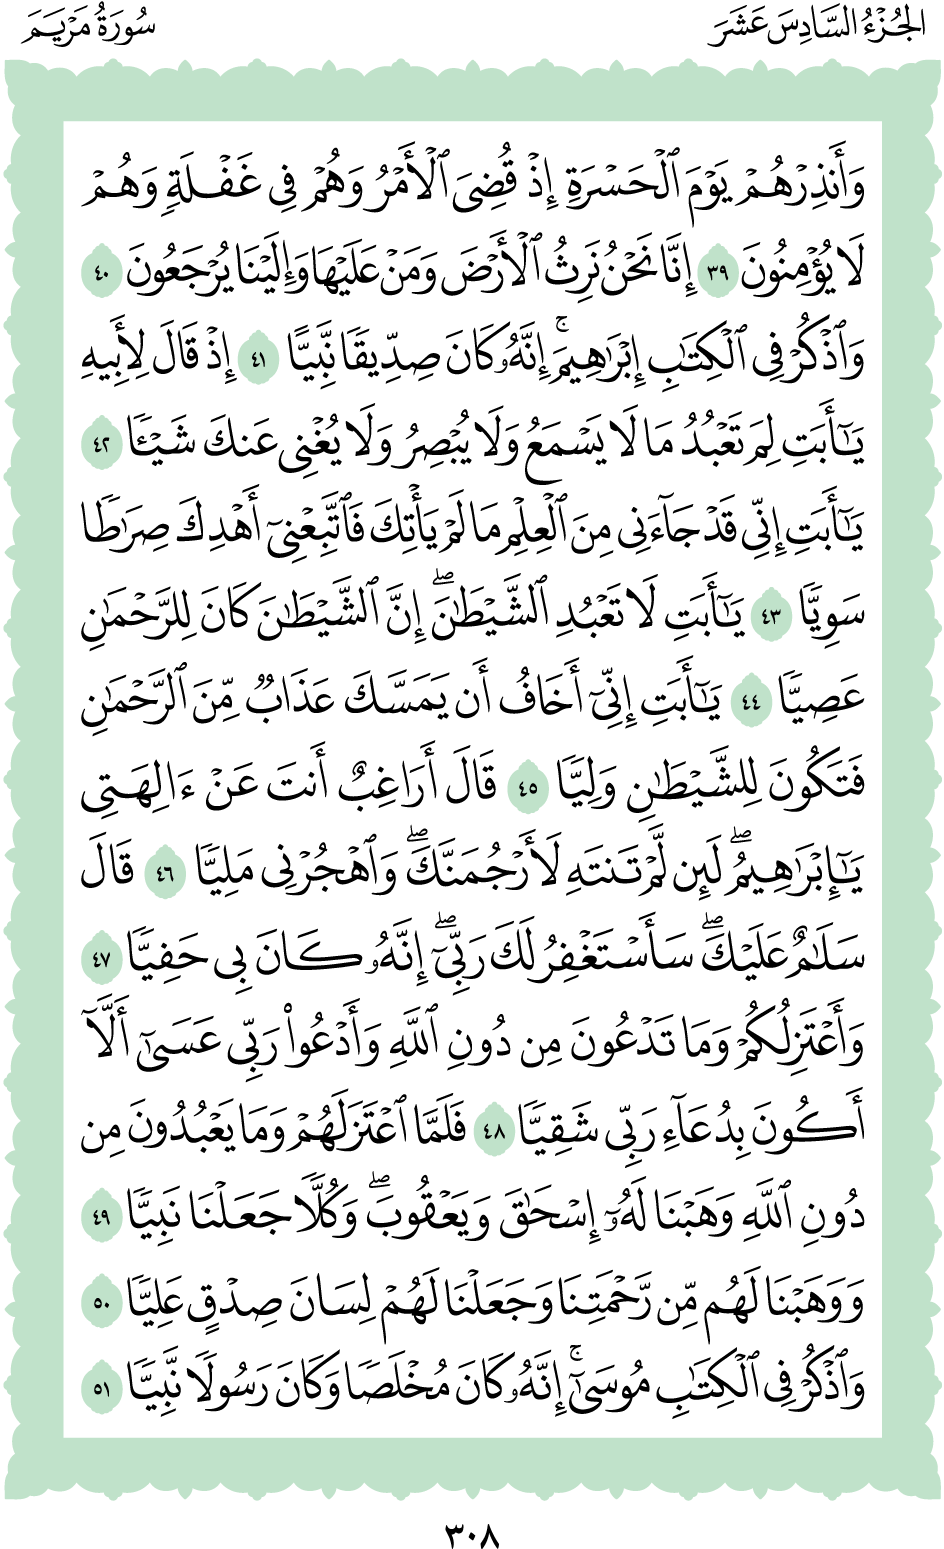 الجُزْءُ السَّادِسَ عَشَرَ
سُورَةُ مَرْيَمَ
وَأَنذِرْهُمْ يَوْمَ ٱلْحَسْرَةِ إِذْ قُضِيَ ٱلْأَمْرُ وَهُمْ فِي غَفْلَةٖ وَهُمْ
لَا يُؤْمِنُونَ ٣٩ إِنَّا نَحْنُ نَرِثُ ٱلْأَرْضَ وَمَنْ عَلَيْهَا وَإِلَيْنَا يُرْجَعُونَ ٤٠
وَٱذْكُرْ فِي ٱلْكِتَٰبِ إِبْرَٰهِيمَۚ إِنَّهُۥ كَانَ صِدِّيقٗا نَّبِيًّا ٤١ إِذْ قَالَ لِأَبِيهِ
يَٰٓأَبَتِ لِمَ تَعْبُدُ مَا لَا يَسْمَعُ وَلَا يُبْصِرُ وَلَا يُغْنِي عَنكَ شَيْـٔٗا ٤٢
يَٰٓأَبَتِ إِنِّي قَدْ جَآءَنِي مِنَ ٱلْعِلْمِ مَا لَمْ يَأْتِكَ فَٱتَّبِعْنِيٓ أَهْدِكَ صِرَٰطٗا
سَوِيّٗا ٤٣ يَٰٓأَبَتِ لَا تَعْبُدِ ٱلشَّيْطَٰنَۖ إِنَّ ٱلشَّيْطَٰنَ كَانَ لِلرَّحْمَٰنِ
عَصِيّٗا ٤٤ يَٰٓأَبَتِ إِنِّيٓ أَخَافُ أَن يَمَسَّكَ عَذَابٞ مِّنَ ٱلرَّحْمَٰنِ
فَتَكُونَ لِلشَّيْطَٰنِ وَلِيّٗا ٤٥ قَالَ أَرَاغِبٌ أَنتَ عَنْ ءَالِهَتِي
يَٰٓإِبْرَٰهِيمُۖ لَئِن لَّمْ تَنتَهِ لَأَرْجُمَنَّكَۖ وَٱهْجُرْنِي مَلِيّٗا ٤٦ قَالَ
سَلَٰمٌ عَلَيْكَۖ سَأَسْتَغْفِرُ لَكَ رَبِّيٓۖ إِنَّهُۥ كَانَ بِي حَفِيّٗا ٤٧
وَأَعْتَزِلُكُمْ وَمَا تَدْعُونَ مِن دُونِ ٱللَّهِ وَأَدْعُواْ رَبِّي عَسَىٰٓ أَلَّآ
أَكُونَ بِدُعَآءِ رَبِّي شَقِيّٗا ٤٨ فَلَمَّا ٱعْتَزَلَهُمْ وَمَا يَعْبُدُونَ مِن
دُونِ ٱللَّهِ وَهَبْنَا لَهُۥٓ إِسْحَٰقَ وَيَعْقُوبَۖ وَكُلّٗا جَعَلْنَا نَبِيّٗا ٤٩
وَوَهَبْنَا لَهُم مِّن رَّحْمَتِنَا وَجَعَلْنَا لَهُمْ لِسَانَ صِدْقٍ عَلِيّٗا ٥٠
وَٱذْكُرْ فِي ٱلْكِتَٰبِ مُوسَىٰٓۚ إِنَّهُۥ كَانَ مُخْلَصٗا وَكَانَ رَسُولٗا نَّبِيّٗا ٥١
٣٠٨